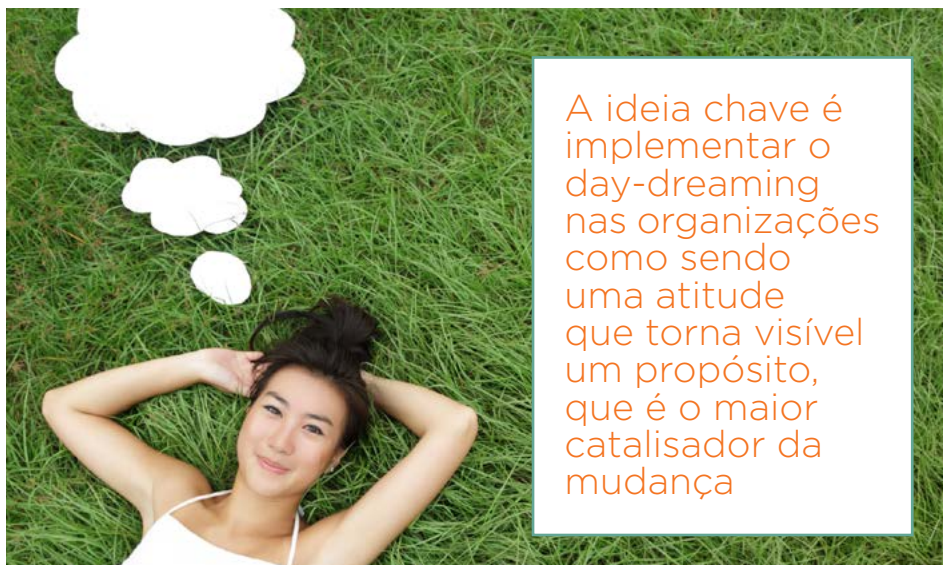 A ideia chave é
implementar o
day-dreaming
nas organizações
como sendo
uma atitude
que torna visível
um propósito,
que é o maior
catalisador da
mudança